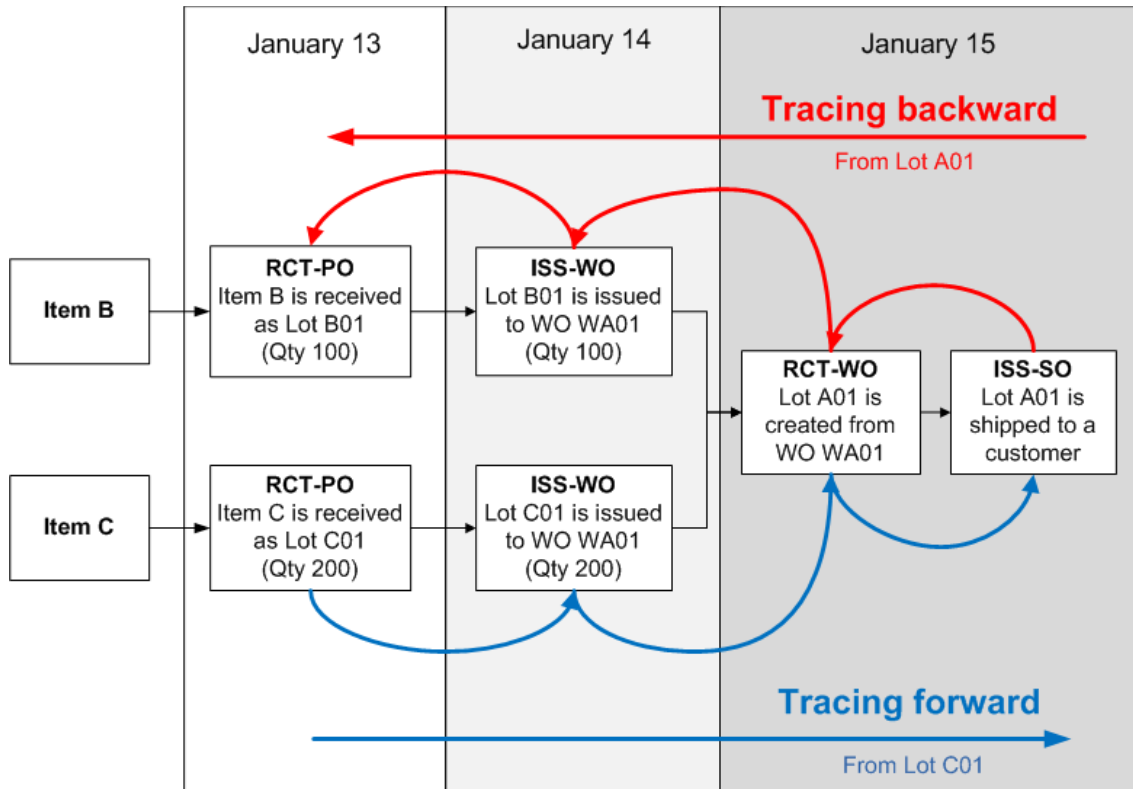 January 13
January 14
January 15
Tracing backward
From Lot A01
Item B
RCT-PO
Item B is received
as Lot B01
(Qty 100)
ISS-WO
Lot B01 is issued
to WO WA01
(Qty 100)
RCT-WO
Lot A01 is
created from
WO WA01
ISS-SO
Lot A01 is
shipped to a
customer
Item C
RCT-PO
Item C is received
as Lot C01
(Qty 200)
ISS-WO
Lot C01 is issued
to WO WA01
(Qty 200)
Tracing forward
From Lot C01